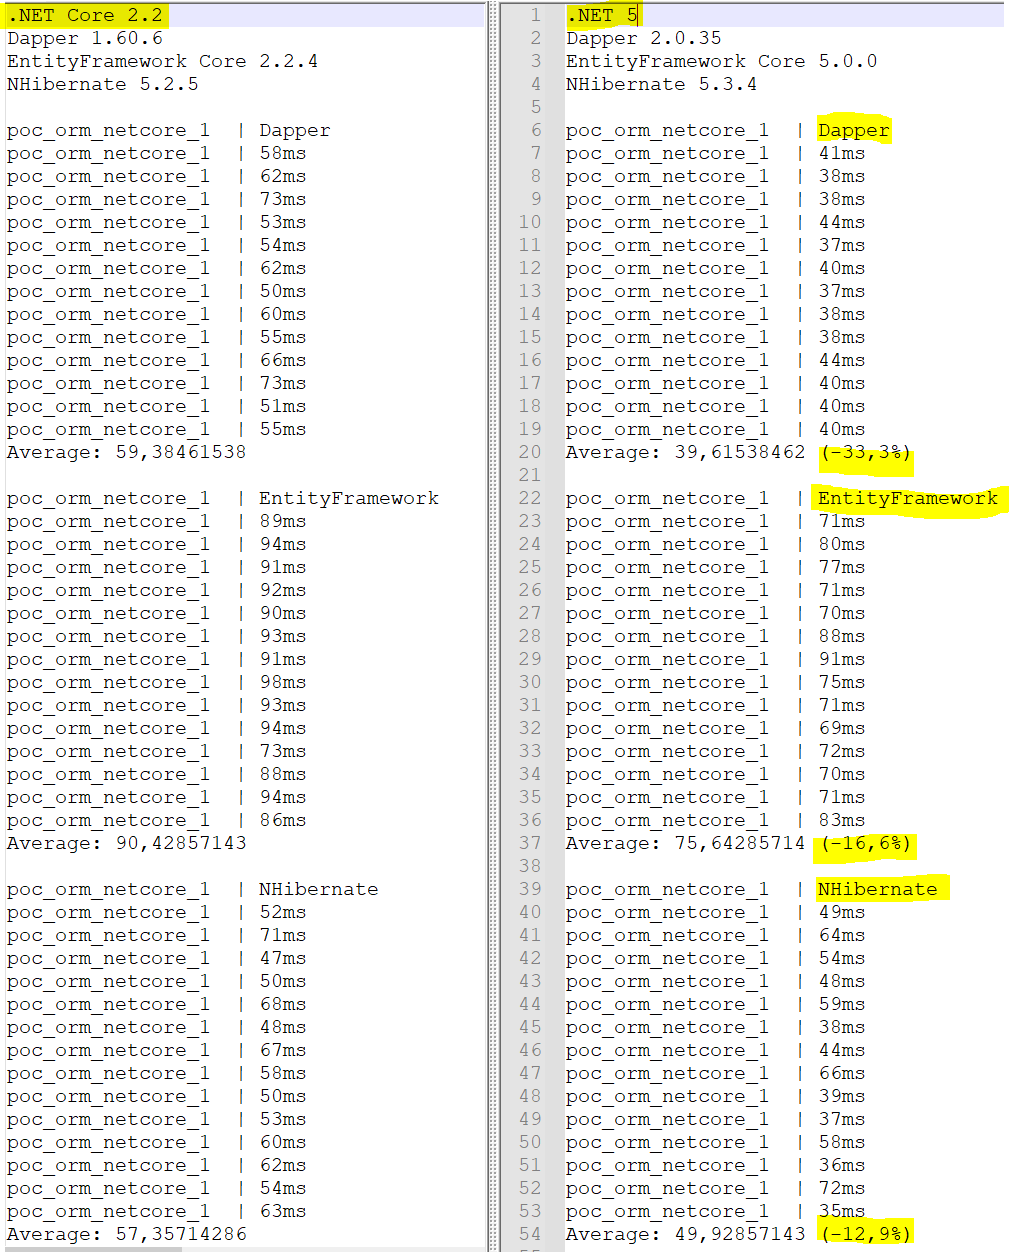 .NET Core 2.2
Dapper 1.60.6
EntityFramework Core 2.2.4
NHibernate 5.2.5
poc_orm_netcore_1 | Dapper
poc_orm_netcore_1 | 58ms
poc_orm_netcore_1 | 62ms
poc_orm_netcore_1 | 73ms
poc_orm_netcore_1 | 53ms
poc_orm_netcore_1 | 54ms
poc_orm_netcore_1 | 62ms
poc_orm_netcore_1 | 50ms
poc_orm_netcore_1 | 60ms
poc_orm_netcore_1 | 55ms
poc_orm_netcore_1 | 66ms
poc_orm_netcore_1 | 73ms
poc_orm_netcore_1 | 51ms
poc_orm_netcore_1 | 55ms
Average: 59,38461538
poc_orm_netcore_1 | EntityFramework
poc_orm_netcore_1 | 89ms
poc_orm_netcore_1 | 94ms
poc_orm_netcore_1 | 91ms
poc_orm_netcore_1 | 92ms
poc_orm_netcore_1 | 90ms
poc_orm_netcore_1 | 93ms
poc_orm_netcore_1 | 91ms
poc_orm_netcore_1 | 98ms
poc_orm_netcore_1 | 93ms
poc_orm_netcore_1 | 94ms
poc_orm_netcore_1 | 73ms
poc_orm_netcore_1 | 88ms
poc_orm_netcore_1 | 94ms
poc_orm_netcore_1 | 86ms
Average: 90,42857143
poc_orm_netcore_1 | NHibernate
poc_orm_netcore_1 | 52ms
poc_orm_netcore_1 | 71ms
poc_orm_netcore_1 | 47ms
poc_orm_netcore_1 | 50ms
poc_orm_netcore_1 | 68ms
poc_orm_netcore_1 | 48ms
poc_orm_netcore_1 | 67ms
poc_orm_netcore_1 | 58ms
poc_orm_netcore_1 | 50ms
poc_orm_netcore_1 | 53ms
poc_orm_netcore_1 | 60ms
poc_orm_netcore_1 | 62ms
poc_orm_netcore_1 | 54ms
poc_orm_netcore_1 | 63ms
Average: 57,35714286
1 .NET 5
2 Dapper 2.0.35
3 EntityFramework Core 5.0.0
4 NHibernate 5.3.4
5
6 poc_orm_netcore_1 | Dapper
7 poc_orm_netcore_1 | 41ms
8 poc_orm_netcore_1 | 38ms
9 poc_orm_netcore_1 | 38ms
10 poc_orm_netcore_1 | 44ms
11 poc_orm_netcore_1 | 37ms
12 poc_orm_netcore_1 | 40ms
13 poc_orm_netcore_1 | 37ms
14 poc_orm_netcore_1 | 38ms
15 poc_orm_netcore_1 | 38ms
16 poc_orm_netcore_1 | 44ms
17 poc_orm_netcore_1 | 40ms
18 poc_orm_netcore_1 | 40ms
19 poc_orm_netcore_1 | 40ms
20 Average: 39,61538462 (-33,3%)
21
22 poc_orm_netcore_1 | EntityFramework
23 poc_orm_netcore_1 | 71ms
24 poc_orm_netcore_1 | 80ms
25 poc_orm_netcore_1 | 77ms
26 poc_orm_netcore_1 | 71ms
27 poc_orm_netcore_1 | 70ms
28 poc_orm_netcore_1 | 88ms
29 poc_orm_netcore_1 | 91ms
30 poc_orm_netcore_1 | 75ms
31 poc_orm_netcore_1 | 71ms
32 poc_orm_netcore_1 | 69ms
33 poc_orm_netcore_1 | 72ms
34 poc_orm_netcore_1 | 70ms
35 poc_orm_netcore_1 | 71ms
36 poc_orm_netcore_1 | 83ms
37 Average: 75,64285714 (-16,6%)
38
39 poc_orm_netcore_1 | NHibernate
40 poc_orm_netcore_1 | 49ms
41 poc_orm_netcore_1 | 64ms
42 poc_orm_netcore_1 | 54ms
43 poc_orm_netcore_1 | 48ms
44 poc_orm_netcore_1 | 59ms
45 poc_orm_netcore_1 | 38ms
46 poc_orm_netcore_1 | 44ms
47 poc_orm_netcore_1 | 66ms
48 poc_orm_netcore_1 | 39ms
49 poc_orm_netcore_1 | 37ms
50 poc_orm_netcore_1 | 58ms
51 poc_orm_netcore_1 | 36ms
52 poc_orm_netcore_1 | 72ms
53 poc_orm_netcore_1 | 35ms
54 Average: 49,92857143 (-12,9%)